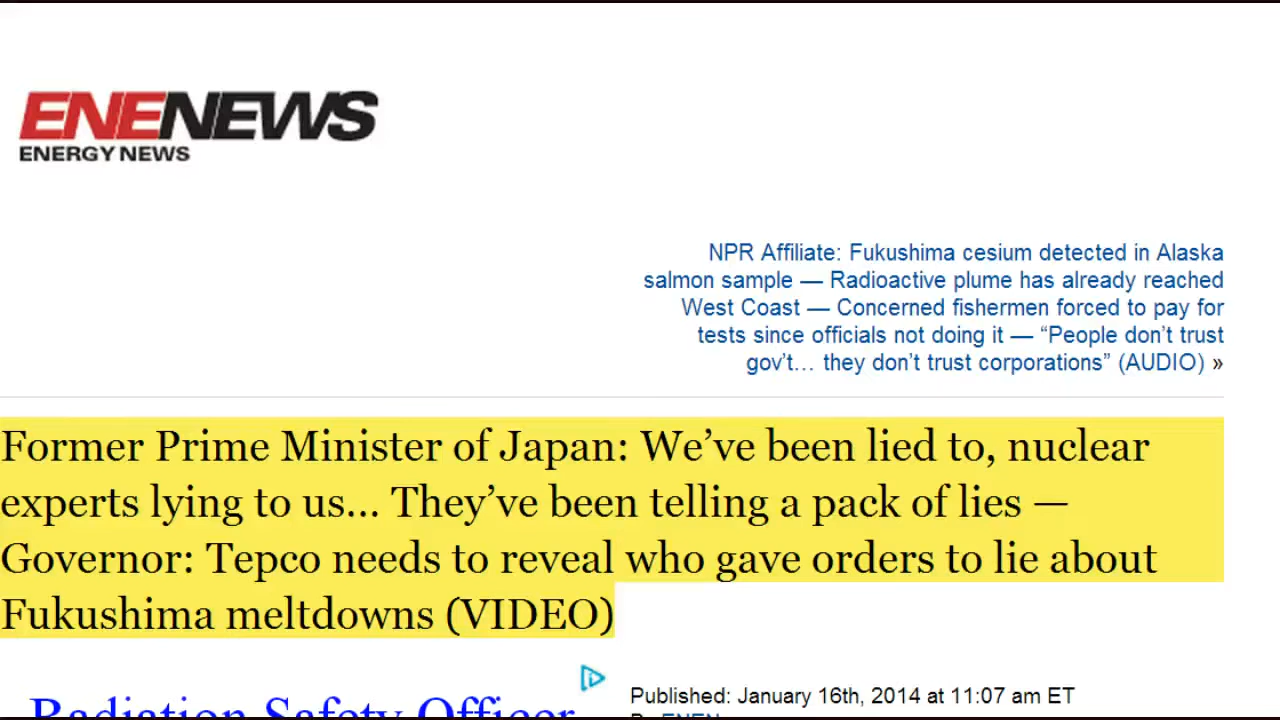 ENENEWS
ENERGY NEWS
NPR Affiliate: Fukushima cesium detected in Alaska
salmon sample — Radioactive plume has already reached
West Coast — Concerned fishermen forced to pay for
tests since officials not doing it — “People don’t trust
gov’t… they don’t trust corporations” (AUDIO) »
Former Prime Minister of Japan: We’ve been lied to, nuclear
experts lying to us… They’ve been telling a pack of lies —
Governor: Tepco needs to reveal who gave orders to lie about
Fukushima meltdowns (VIDEO)
Radiation Safety Officer
Published: January 16th, 2014 at 11:07 am ET